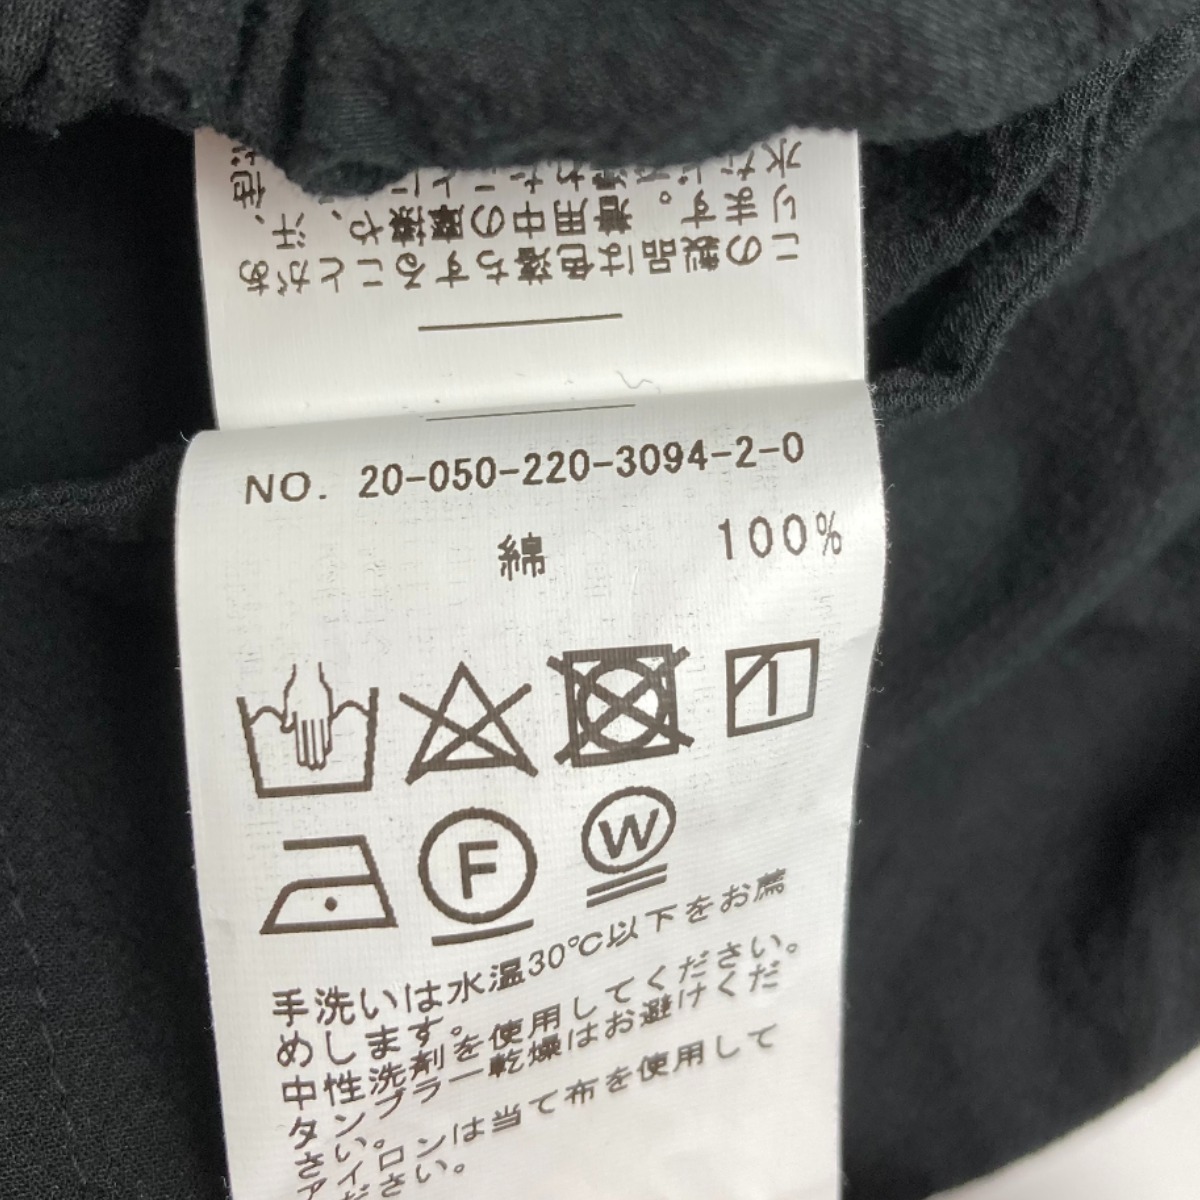 この製品は色落ちすることがあ
ります。着用中の摩擦や、汗、
NO. 20-050-220-3094-2-0
綿 100%
F
W
手洗いは水温30℃以下をお薦
めします。
中性洗剤を使用してください。
タンブラー乾燥はお避けくだ
さい。
アイロンは当て布を使用して
ください。